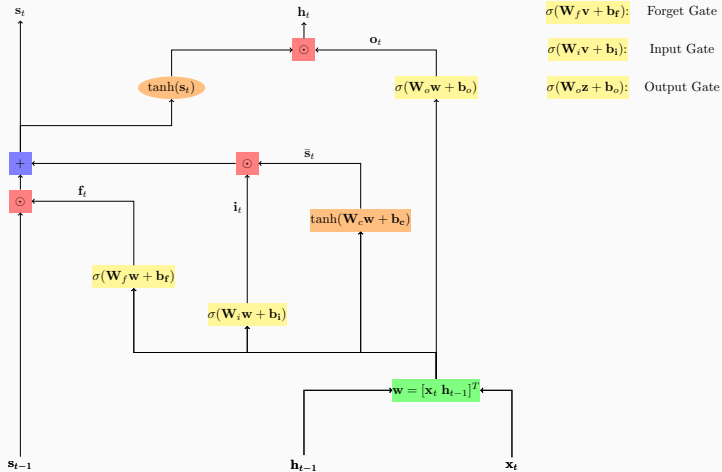 s_t
h_t
σ(W_f v + b_f): Forget Gate
o_t
σ(W_i v + b_i): Input Gate
⊙
tanh(s_t)
σ(W_o w + b_o)
σ(W_o z + b_o): Output Gate
s̄_t
+
⊙
f_t
⊙
i_t
tanh(W_c w + b_c)
σ(W_f w + b_f)
σ(W_i w + b_i)
w = [x_t h_{t−1}]^T
s_{t−1}
h_{t−1}
x_t